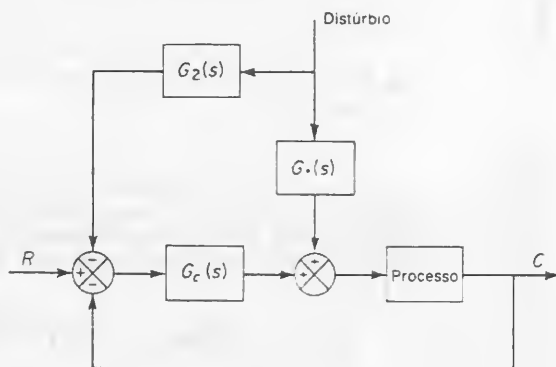 Distúrbio
G2(s)
G·(s)
R
+
−
−
Gc(s)
+
+
Processo
C